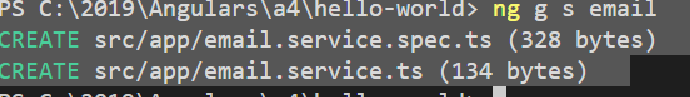 PS C:\2019\Angulars\a4\hello-world> ng g s email
CREATE src/app/email.service.spec.ts (328 bytes)
CREATE src/app/email.service.ts (134 bytes)